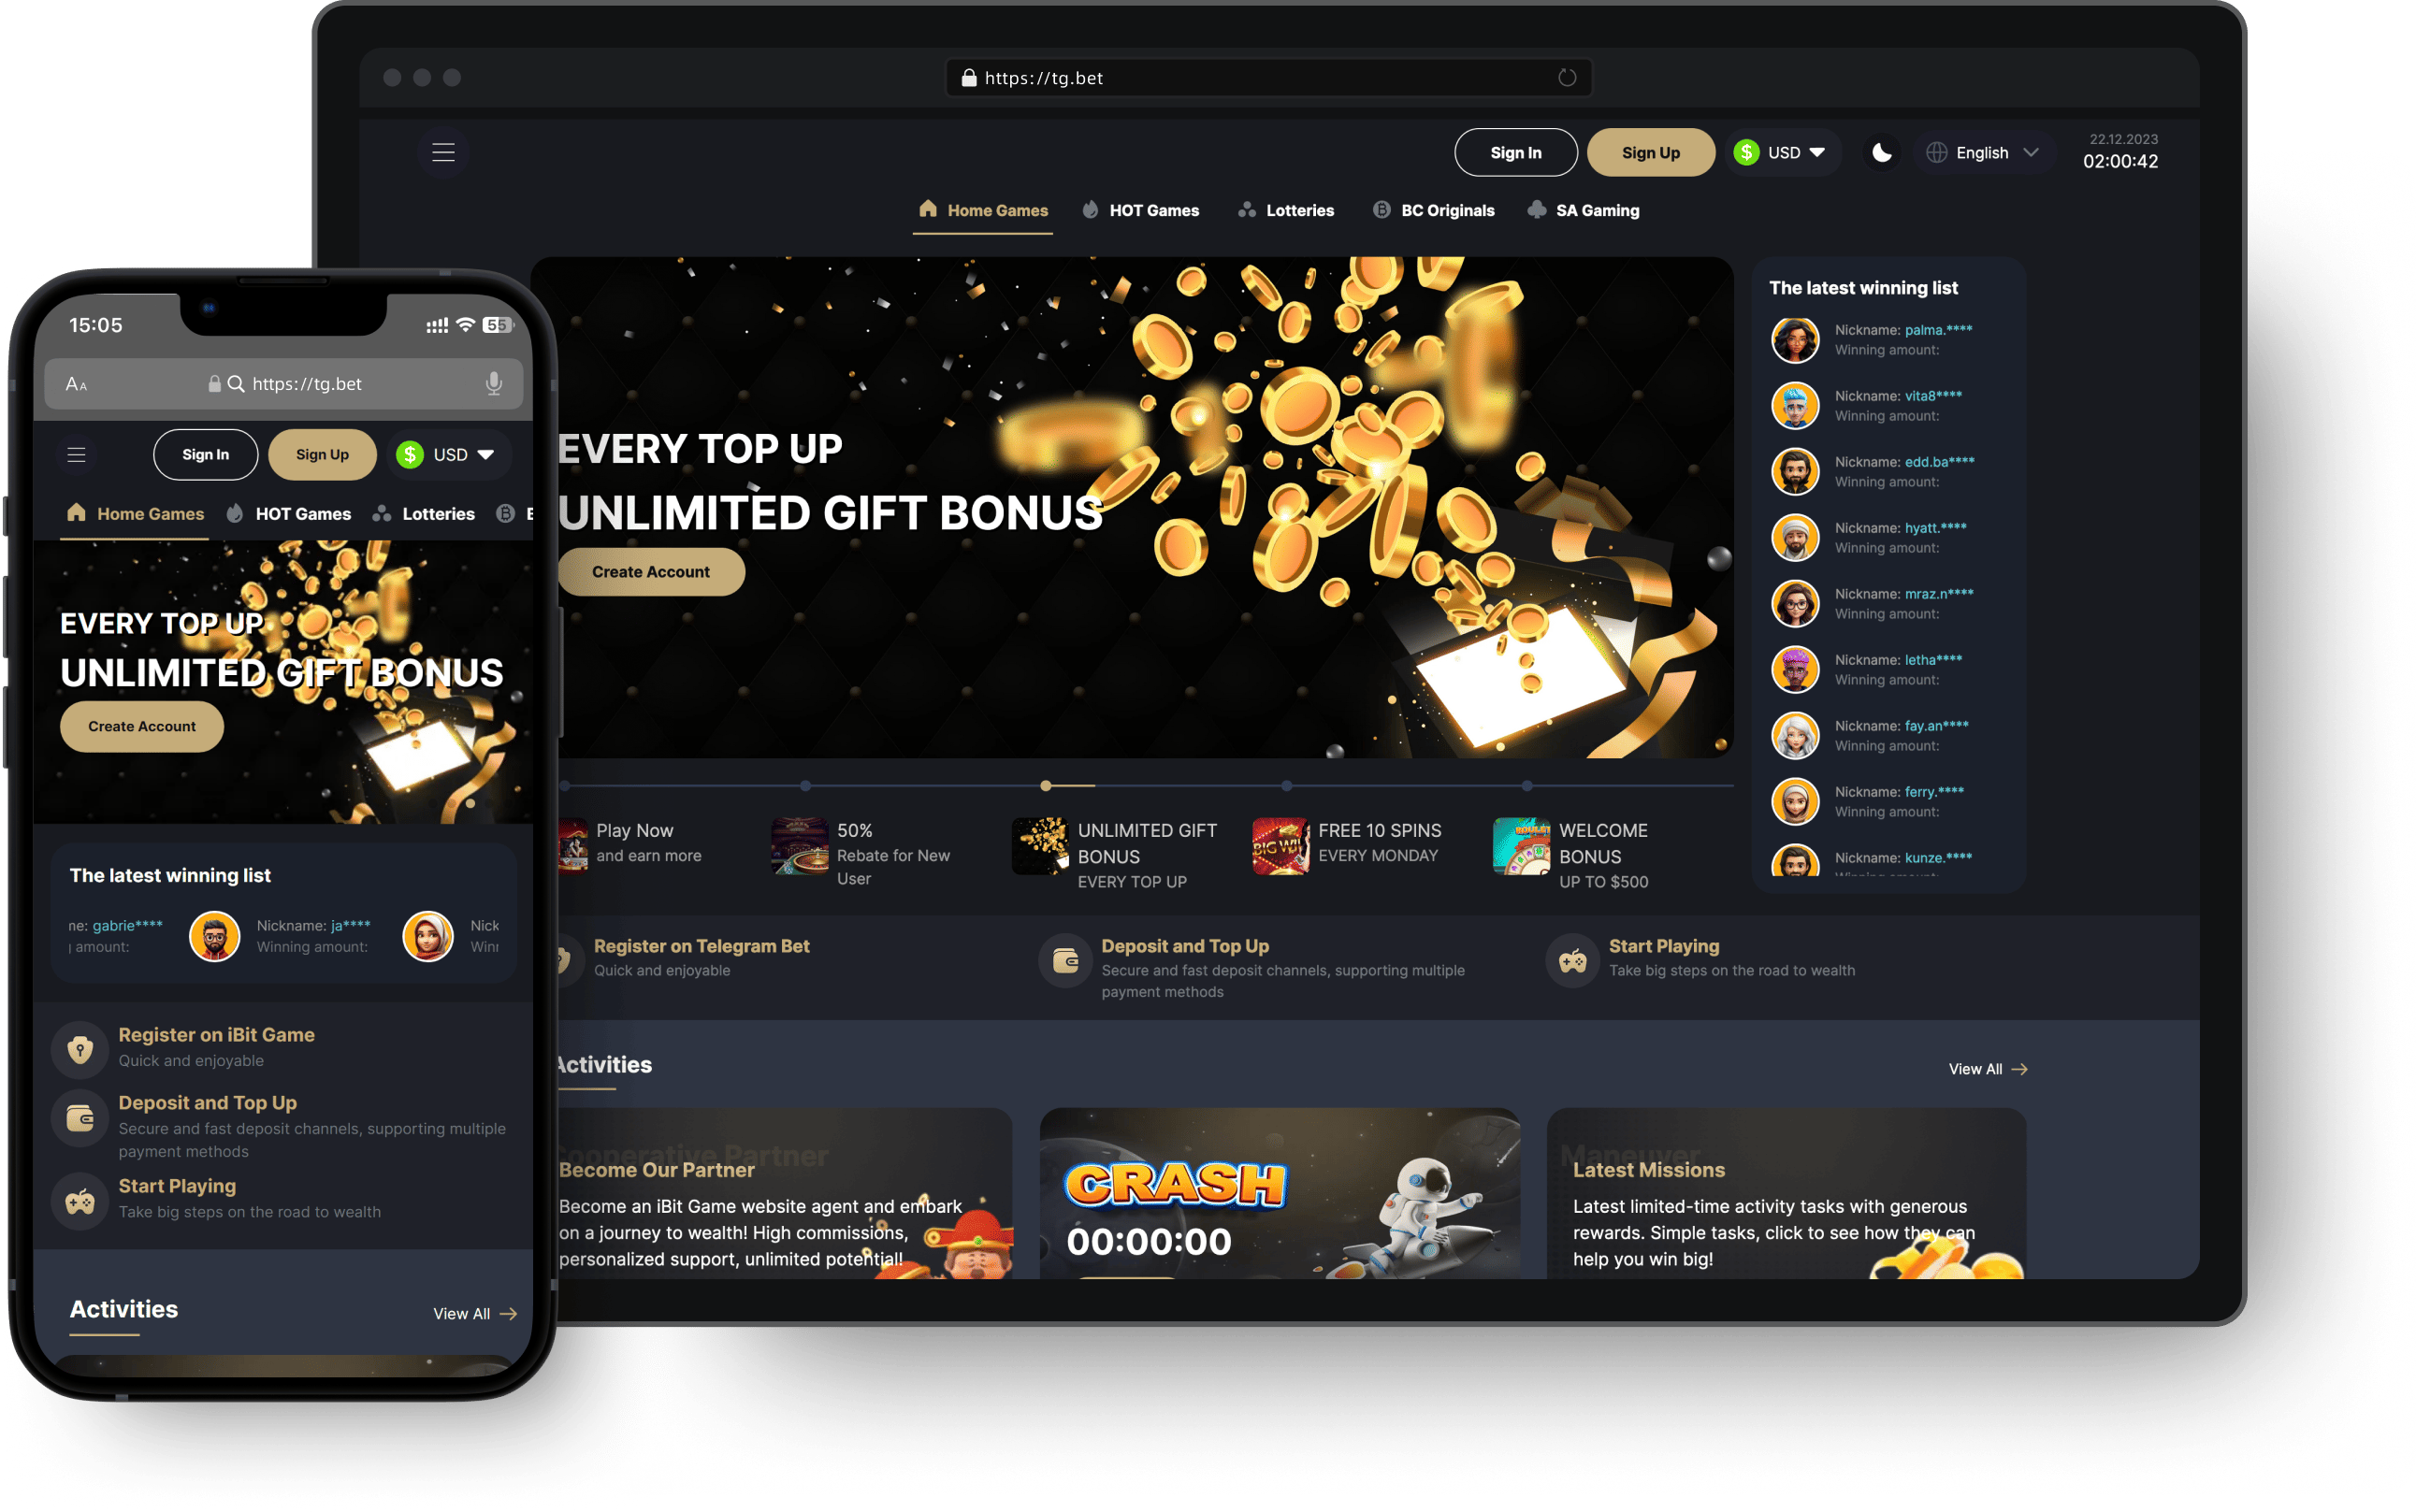 https://tg.bet
Sign In
Sign Up
$
USD
English
22.12.2023
02:00:42
Home Games
HOT Games
Lotteries
BC Originals
SA Gaming
EVERY TOP UP
UNLIMITED GIFT BONUS
Create Account
The latest winning list
Nickname: palma.****
Winning amount:
Nickname: vita8****
Winning amount:
Nickname: edd.ba****
Winning amount:
Nickname: hyatt.****
Winning amount:
Nickname: mraz.n****
Winning amount:
Nickname: letha****
Winning amount:
Nickname: fay.an****
Winning amount:
Nickname: ferry.****
Winning amount:
Nickname: kunze.****
Winning amount:
Play Now
and earn more
50%
Rebate for New
User
UNLIMITED GIFT
BONUS
EVERY TOP UP
BIG WIN
FREE 10 SPINS
EVERY MONDAY
WELCOME
BONUS
UP TO $500
Register on Telegram Bet
Quick and enjoyable
Deposit and Top Up
Secure and fast deposit channels, supporting multiple
payment methods
Start Playing
Take big steps on the road to wealth
Activities
View All
Cooperative Partner
Become Our Partner
Become an iBit Game website agent and embark
on a journey to wealth! High commissions,
personalized support, unlimited potential!
CRASH
00:00:00
Maneuver
Latest Missions
Latest limited-time activity tasks with generous
rewards. Simple tasks, click to see how they can
help you win big!
15:05
55
AA
https://tg.bet
Sign In
Sign Up
$
USD
Home Games
HOT Games
Lotteries
EVERY TOP UP
UNLIMITED GIFT BONUS
Create Account
The latest winning list
ne: gabrie****
amount:
Nickname: ja****
Winning amount:
Nick
Winn
Register on iBit Game
Quick and enjoyable
Deposit and Top Up
Secure and fast deposit channels, supporting multiple
payment methods
Start Playing
Take big steps on the road to wealth
Activities
View All